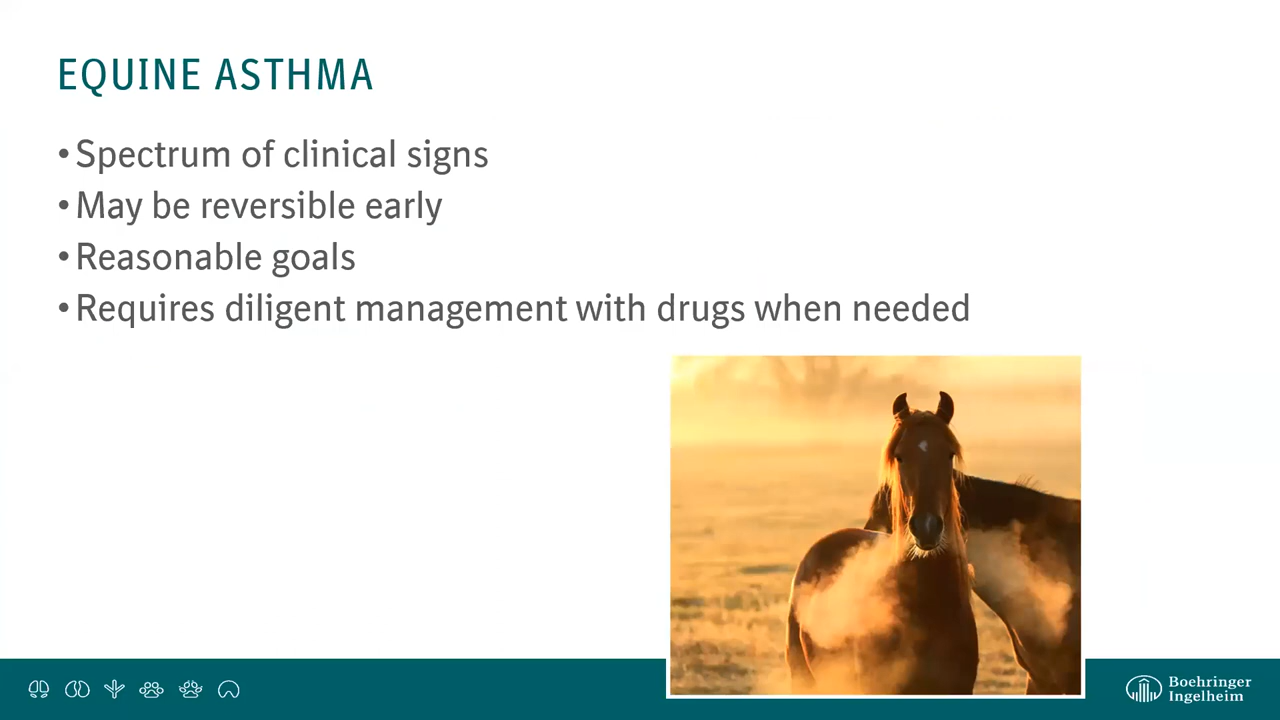 EQUINE ASTHMA
• Spectrum of clinical signs
• May be reversible early
• Reasonable goals
• Requires diligent management with drugs when needed
Boehringer
Ingelheim